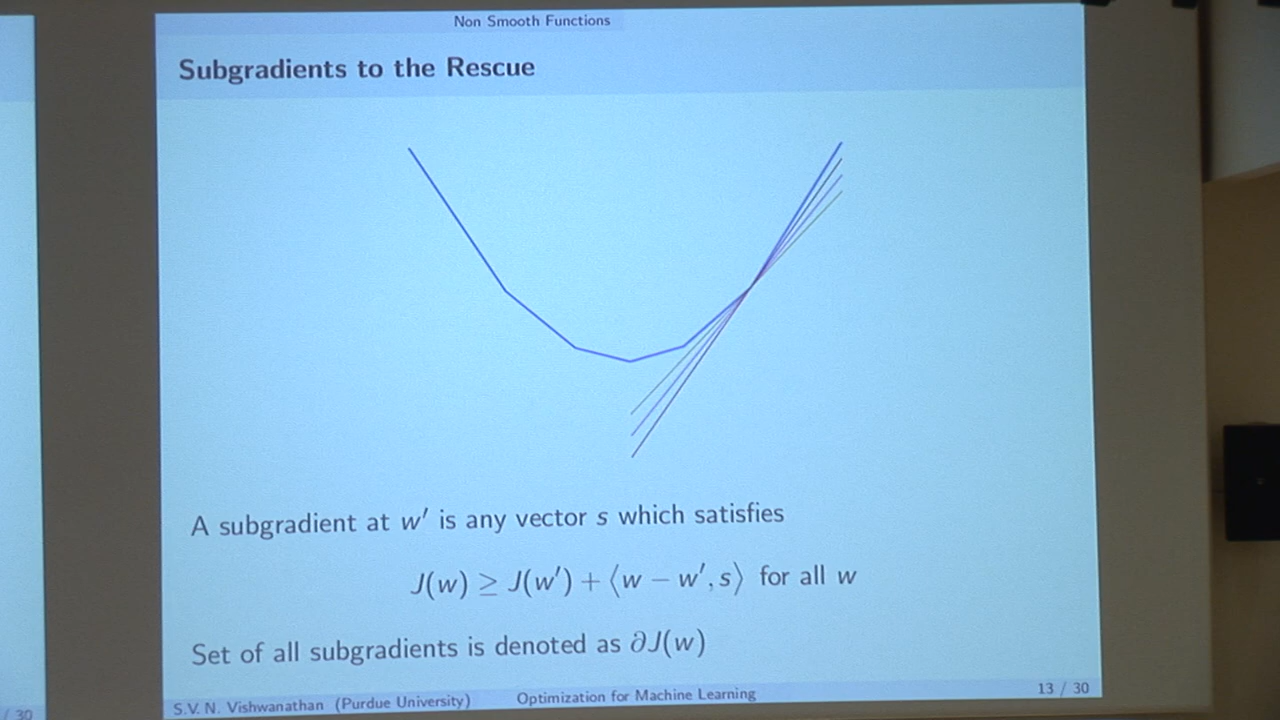 Non Smooth Functions
Subgradients to the Rescue
A subgradient at w′ is any vector s which satisfies
J(w) ≥ J(w′) + ⟨w − w′, s⟩ for all w
Set of all subgradients is denoted as ∂J(w)
S.V. N. Vishwanathan (Purdue University) Optimization for Machine Learning 13 / 30
/ 30